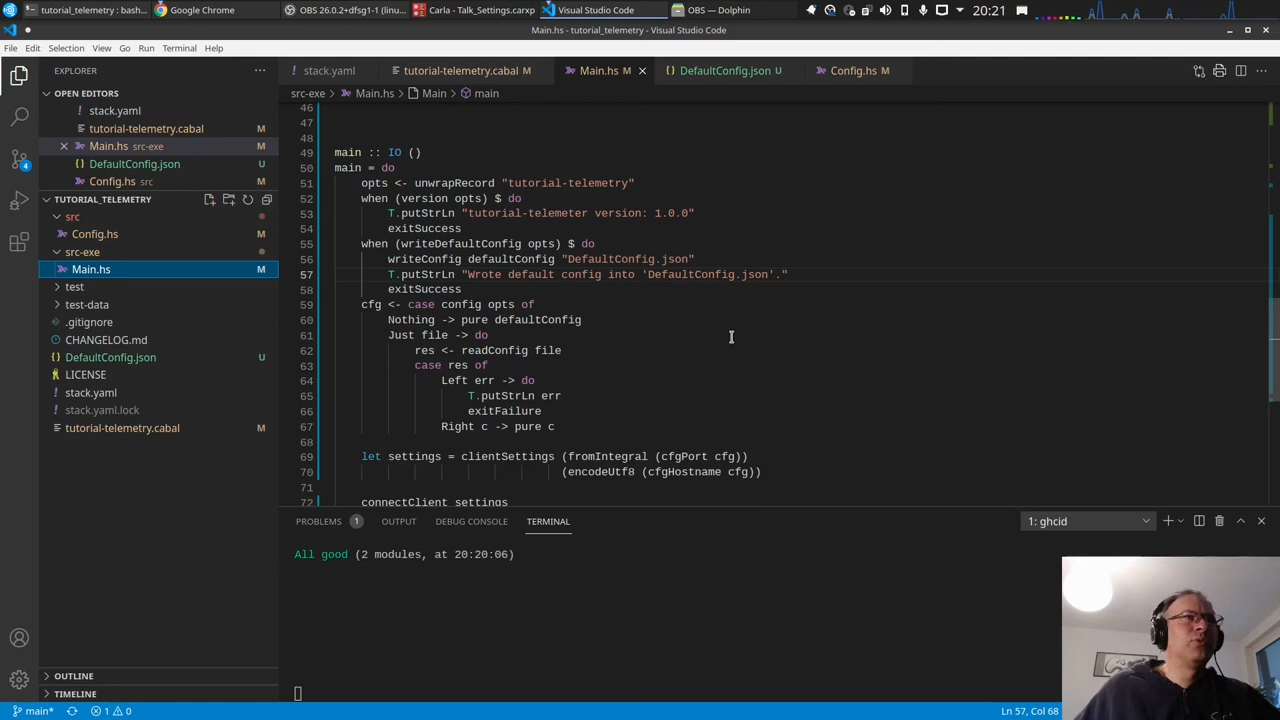 tutorial_telemetry : bash...
Google Chrome
OBS 26.0.2+dfsg1-1 (linu...
Carla - Talk_Settings.carxp
Visual Studio Code
OBS — Dolphin
20:21
Main.hs - tutorial_telemetry - Visual Studio Code
File Edit Selection View Go Run Terminal Help
EXPLORER
stack.yaml
tutorial-telemetry.cabal M
Main.hs M
DefaultConfig.json U
Config.hs M
OPEN EDITORS
src-exe > Main.hs > Main > main
stack.yaml
tutorial-telemetry.cabal M
Main.hs src-exe M
DefaultConfig.json U
Config.hs src M
TUTORIAL_TELEMETRY
src
Config.hs M
src-exe
Main.hs M
test
test-data
.gitignore
CHANGELOG.md
DefaultConfig.json U
LICENSE
stack.yaml
stack.yaml.lock
tutorial-telemetry.cabal M
OUTLINE
TIMELINE
46
47
48
49 main :: IO ()
50 main = do
51 opts <- unwrapRecord "tutorial-telemetry"
52 when (version opts) $ do
53 T.putStrLn "tutorial-telemeter version: 1.0.0"
54 exitSuccess
55 when (writeDefaultConfig opts) $ do
56 writeConfig defaultConfig "DefaultConfig.json"
57 T.putStrLn "Wrote default config into 'DefaultConfig.json'."
58 exitSuccess
59 cfg <- case config opts of
60 Nothing -> pure defaultConfig
61 Just file -> do
62 res <- readConfig file
63 case res of
64 Left err -> do
65 T.putStrLn err
66 exitFailure
67 Right c -> pure c
68
69 let settings = clientSettings (fromIntegral (cfgPort cfg))
70 (encodeUtf8 (cfgHostname cfg))
71
72 connectClient settings
PROBLEMS 1 OUTPUT DEBUG CONSOLE TERMINAL
1: ghcid
All good (2 modules, at 20:20:06)
4
main* 1 0
Ln 57, Col 68